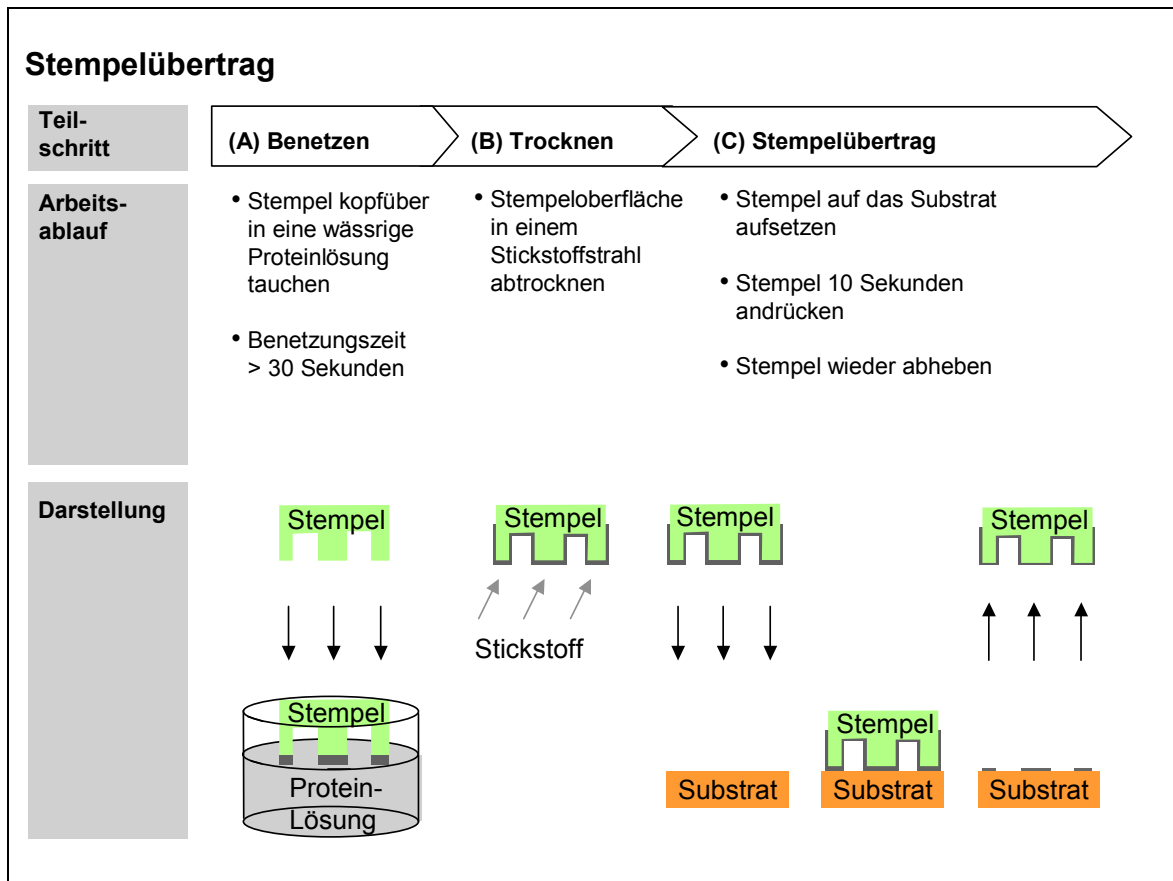 Stempelübertrag
Teil-
schritt
(A) Benetzen
(B) Trocknen
(C) Stempelübertrag
Arbeits-
ablauf
• Stempel kopfüber
in eine wässrige
Proteinlösung
tauchen
• Benetzungszeit
> 30 Sekunden
• Stempeloberfläche
in einem
Stickstoffstrahl
abtrocknen
• Stempel auf das Substrat
aufsetzen
• Stempel 10 Sekunden
andrücken
• Stempel wieder abheben
Darstellung
Stempel
Stempel
Stempel
Stempel
Stickstoff
Stempel
Stempel
Protein-
Lösung
Substrat
Substrat
Substrat